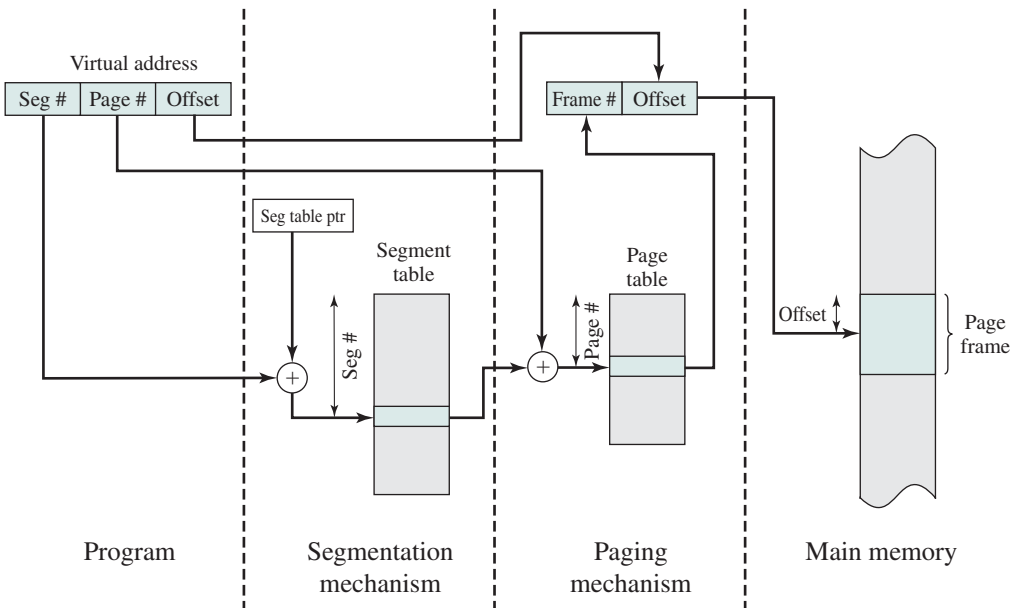 Virtual address
Seg # Page # Offset
Frame # Offset
Seg table ptr
Segment
table
Page
table
Seg #
Page #
Offset
Page
frame
+
+
Program
Segmentation
mechanism
Paging
mechanism
Main memory